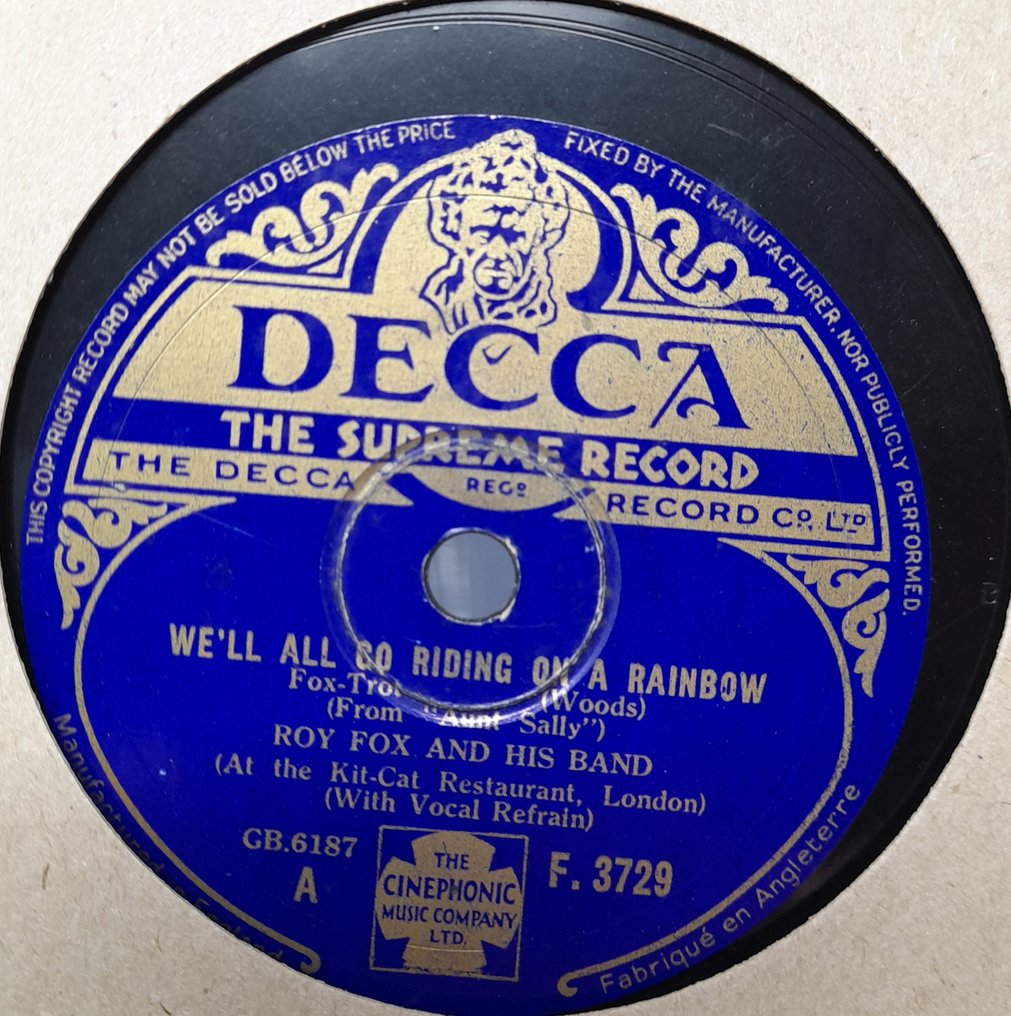 THIS COPYRIGHT RECORD MAY NOT BE SOLD BELOW THE PRICE FIXED BY THE MANUFACTURER, NOR PUBLICLY PERFORMED.
DECCA
THE SUPREME RECORD
THE DECCA REGD RECORD CO. LTD
WE'LL ALL GO RIDING ON A RAINBOW
Fox-Trot (Woods)
(From "Aunt Sally")
ROY FOX AND HIS BAND
(At the Kit-Cat Restaurant, London)
(With Vocal Refrain)
GB.6187
A
THE
CINEPHONIC
MUSIC COMPANY
LTD.
F. 3729
Manufactured in England
Fabriqué en Angleterre